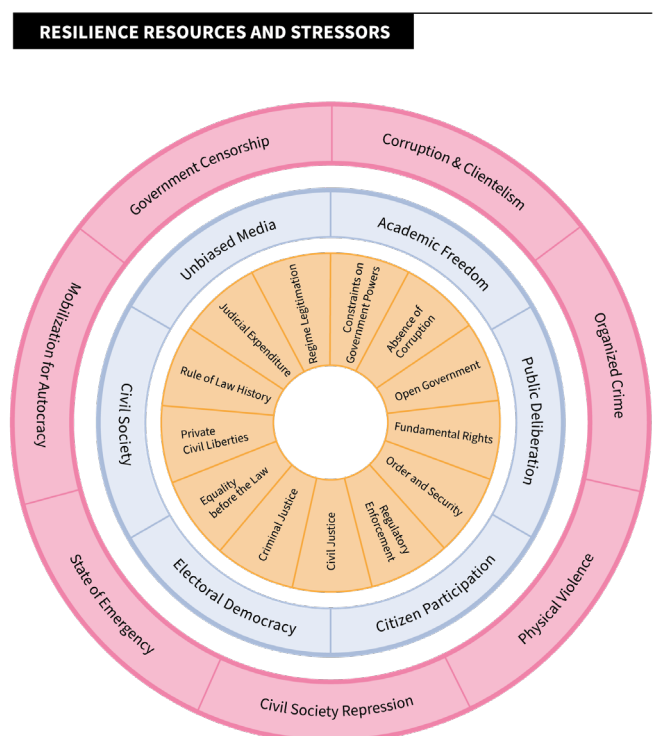 RESILIENCE RESOURCES AND STRESSORS
Government Censorship
Corruption & Clientelism
Organized Crime
Physical Violence
Civil Society Repression
State of Emergency
Mobilization for Autocracy
Unbiased Media
Academic Freedom
Public Deliberation
Citizen Participation
Electoral Democracy
Civil Society
Regime Legitimation
Constraints on
Government Powers
Absence of
Corruption
Open Government
Fundamental Rights
Order and Security
Regulatory
Enforcement
Civil Justice
Criminal Justice
Equality
before the Law
Private
Civil Liberties
Rule of Law History
Judicial Expenditure